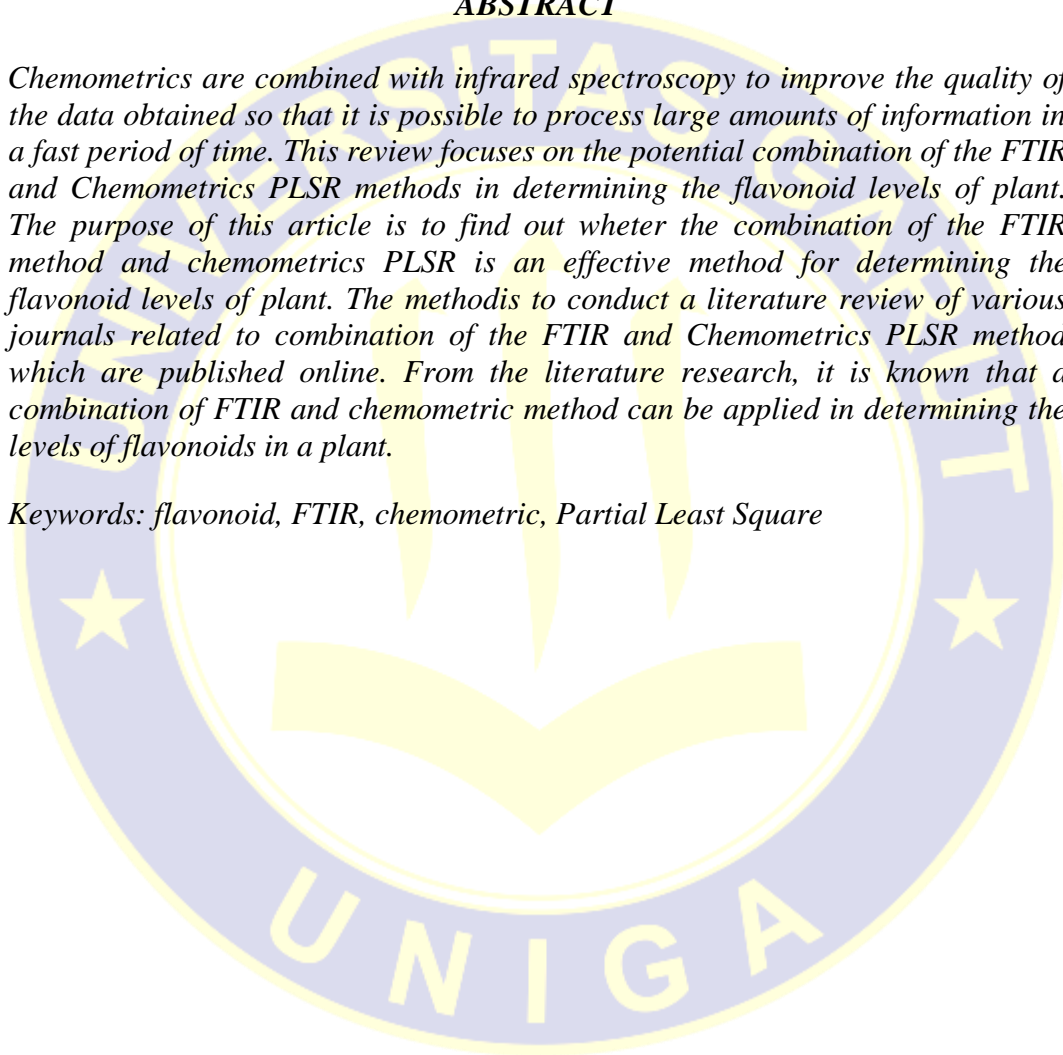 ABSTRACT
Chemometrics are combined with infrared spectroscopy to improve the quality of
the data obtained so that it is possible to process large amounts of information in
a fast period of time. This review focuses on the potential combination of the FTIR
and Chemometrics PLSR methods in determining the flavonoid levels of plant.
The purpose of this article is to find out wheter the combination of the FTIR
method and chemometrics PLSR is an effective method for determining the
flavonoid levels of plant. The methodis to conduct a literature review of various
journals related to combination of the FTIR and Chemometrics PLSR method
which are published online. From the literature research, it is known that a
combination of FTIR and chemometric method can be applied in determining the
levels of flavonoids in a plant.
Keywords: flavonoid, FTIR, chemometric, Partial Least Square
UNIVERSITAS GARUT
UNIGA